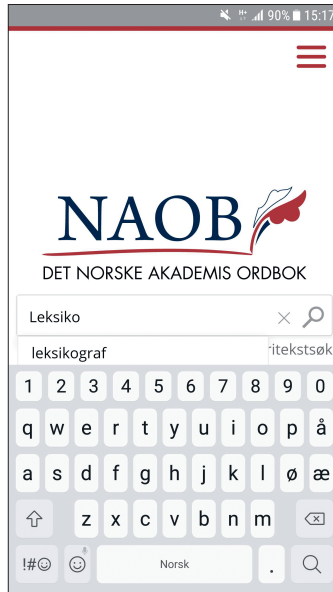 H+ 90% 15:17
NAOB
DET NORSKE AKADEMIS ORDBOK
Leksiko
leksikograf
ritekstsøk
1 2 3 4 5 6 7 8 9 0
q w e r t y u i o p å
a s d f g h j k l ø æ
z x c v b n m
!#☺ Norsk .